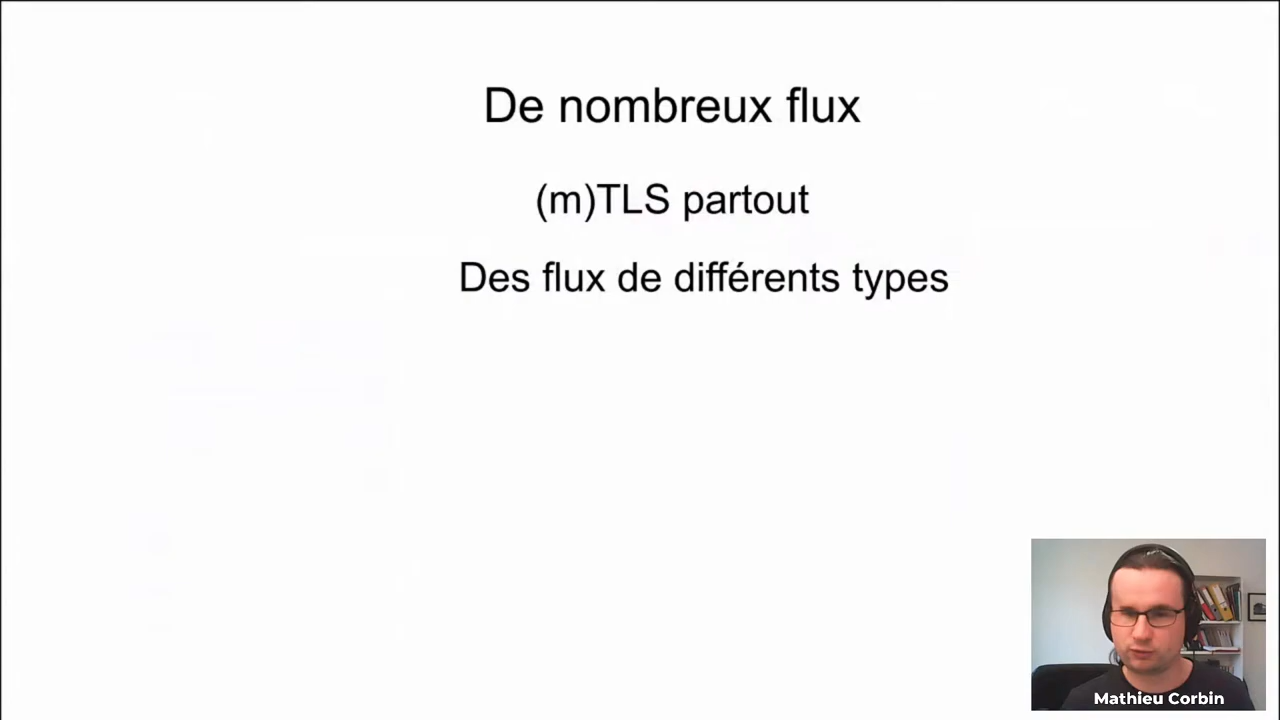 De nombreux flux
(m)TLS partout
Des flux de différents types
Mathieu Corbin